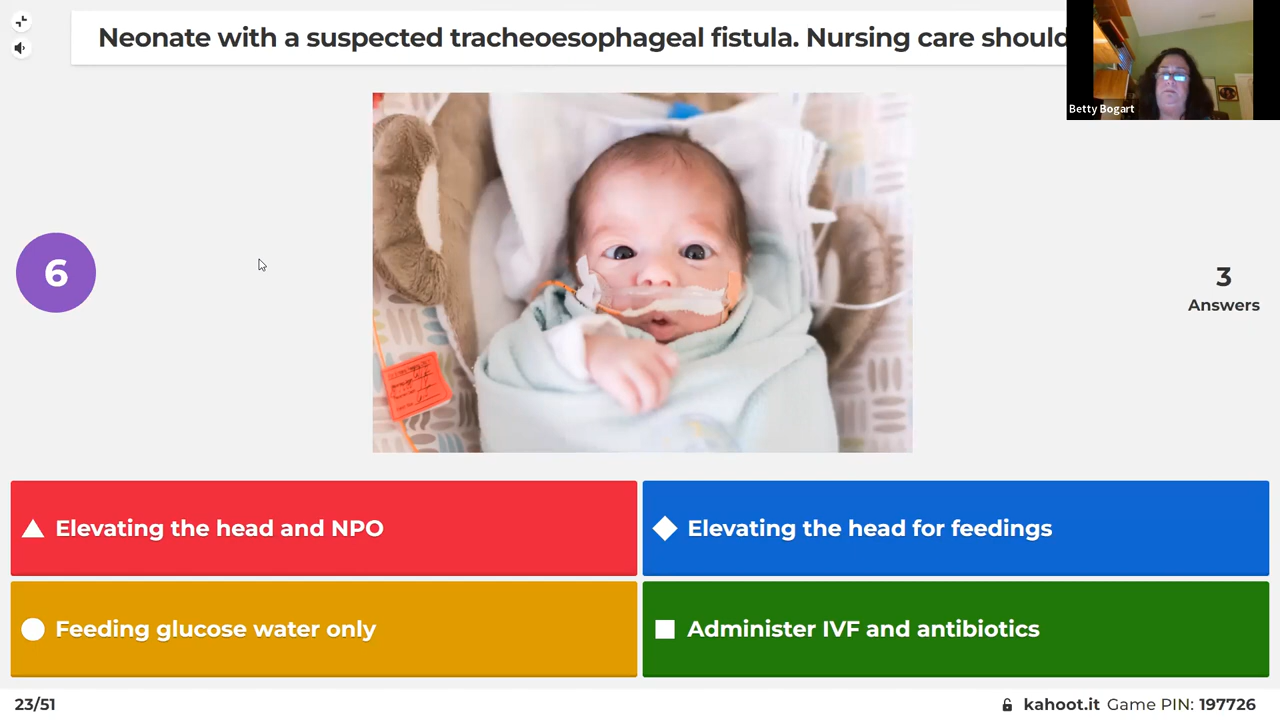 Neonate with a suspected tracheoesophageal fistula. Nursing care should
Betty Bogart
6
3
Answers
Elevating the head and NPO
Elevating the head for feedings
Feeding glucose water only
Administer IVF and antibiotics
23/51
kahoot.it Game PIN: 197726